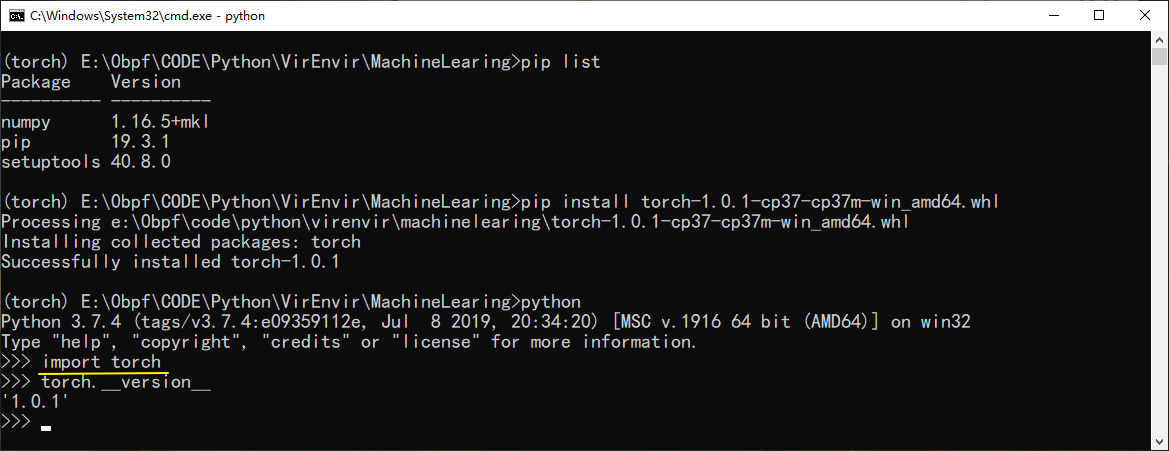 C:\Windows\System32\cmd.exe - python
(torch) E:\0bpf\CODE\Python\VirEnvir\MachineLearing>pip list
Package    Version
---------- -----------
numpy      1.16.5+mkl
pip        19.3.1
setuptools 40.8.0
(torch) E:\0bpf\CODE\Python\VirEnvir\MachineLearing>pip install torch-1.0.1-cp37-cp37m-win_amd64.whl
Processing e:\0bpf\code\python\virenvir\machinelearing\torch-1.0.1-cp37-cp37m-win_amd64.whl
Installing collected packages: torch
Successfully installed torch-1.0.1
(torch) E:\0bpf\CODE\Python\VirEnvir\MachineLearing>python
Python 3.7.4 (tags/v3.7.4:e09359112e, Jul  8 2019, 20:34:20) [MSC v.1916 64 bit (AMD64)] on win32
Type "help", "copyright", "credits" or "license" for more information.
>>> import torch
>>> torch.__version__
'1.0.1'
>>>